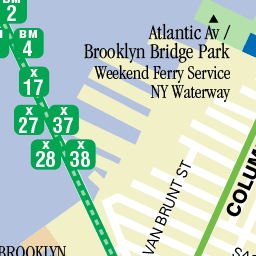 2
BM
4
X
17
X
27
X
37
X
28
X
38
Atlantic Av /
Brooklyn Bridge Park
Weekend Ferry Service
NY Waterway
VAN BRUNT ST
COLUM
BROOKLYN